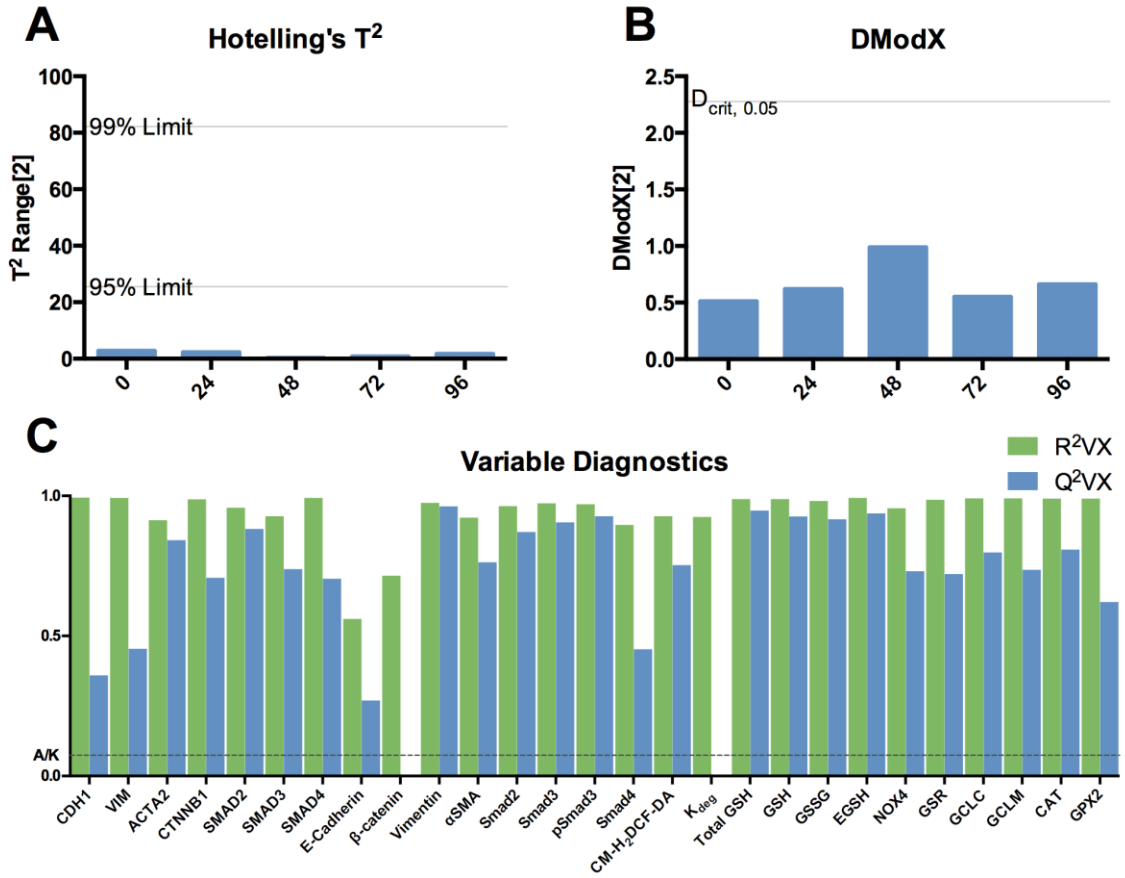 A
Hotelling's T²
T² Range[2]
100
80
60
40
20
0
99% Limit
95% Limit
0
24
48
72
96
B
DModX
DModX[2]
2.5
2.0
1.5
1.0
0.5
0.0
D crit, 0.05
0
24
48
72
96
C
Variable Diagnostics
R²VX
Q²VX
1.0
0.5
A/K
0.0
CDH1
VIM
ACTA2
CTNNB1
SMAD2
SMAD3
SMAD4
E-Cadherin
β-catenin
Vimentin
αSMA
Smad2
Smad3
pSmad3
Smad4
CM-H₂DCF-DA
K deg
Total GSH
GSH
GSSG
EGSH
NOX4
GSR
GCLC
GCLM
CAT
GPX2